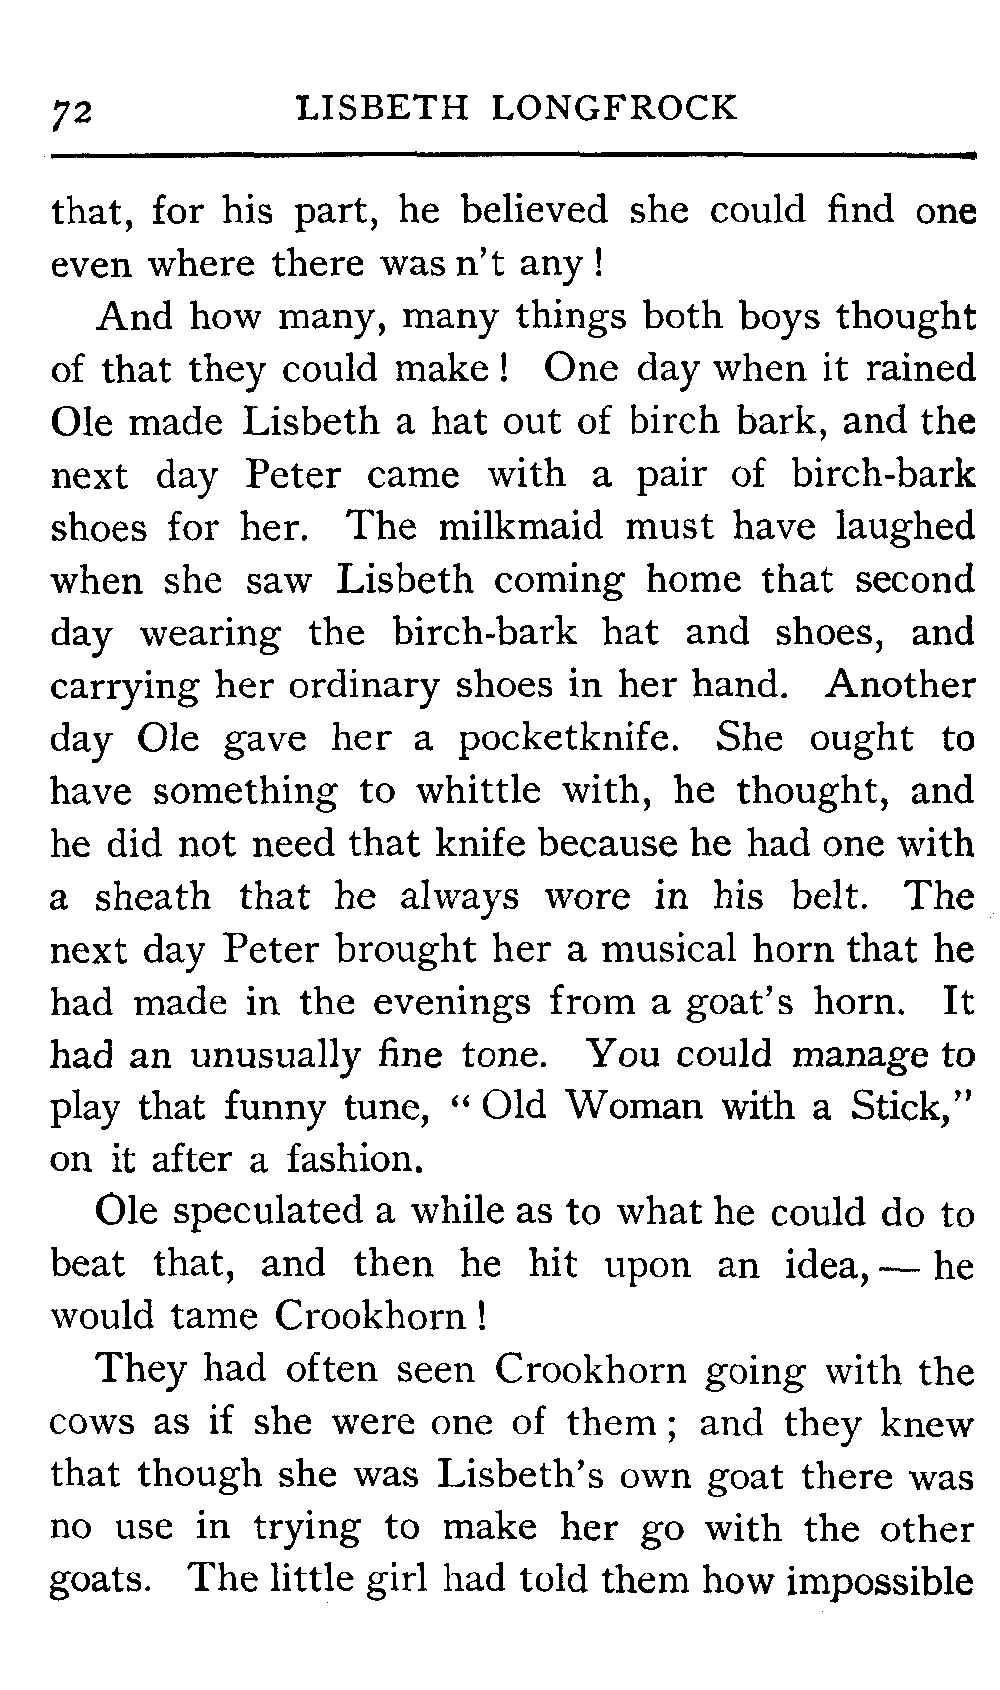 72 LISBETH LONGFROCK
that, for his part, he believed she could find one
even where there was n't any !
And how many, many things both boys thought
of that they could make ! One day when it rained
Ole made Lisbeth a hat out of birch bark, and the
next day Peter came with a pair of birch-bark
shoes for her. The milkmaid must have laughed
when she saw Lisbeth coming home that second
day wearing the birch-bark hat and shoes, and
carrying her ordinary shoes in her hand. Another
day Ole gave her a pocketknife. She ought to
have something to whittle with, he thought, and
he did not need that knife because he had one with
a sheath that he always wore in his belt. The
next day Peter brought her a musical horn that he
had made in the evenings from a goat's horn. It
had an unusually fine tone. You could manage to
play that funny tune, “ Old Woman with a Stick,”
on it after a fashion.
Ole speculated a while as to what he could do to
beat that, and then he hit upon an idea, — he
would tame Crookhorn !
They had often seen Crookhorn going with the
cows as if she were one of them ; and they knew
that though she was Lisbeth's own goat there was
no use in trying to make her go with the other
goats. The little girl had told them how impossible